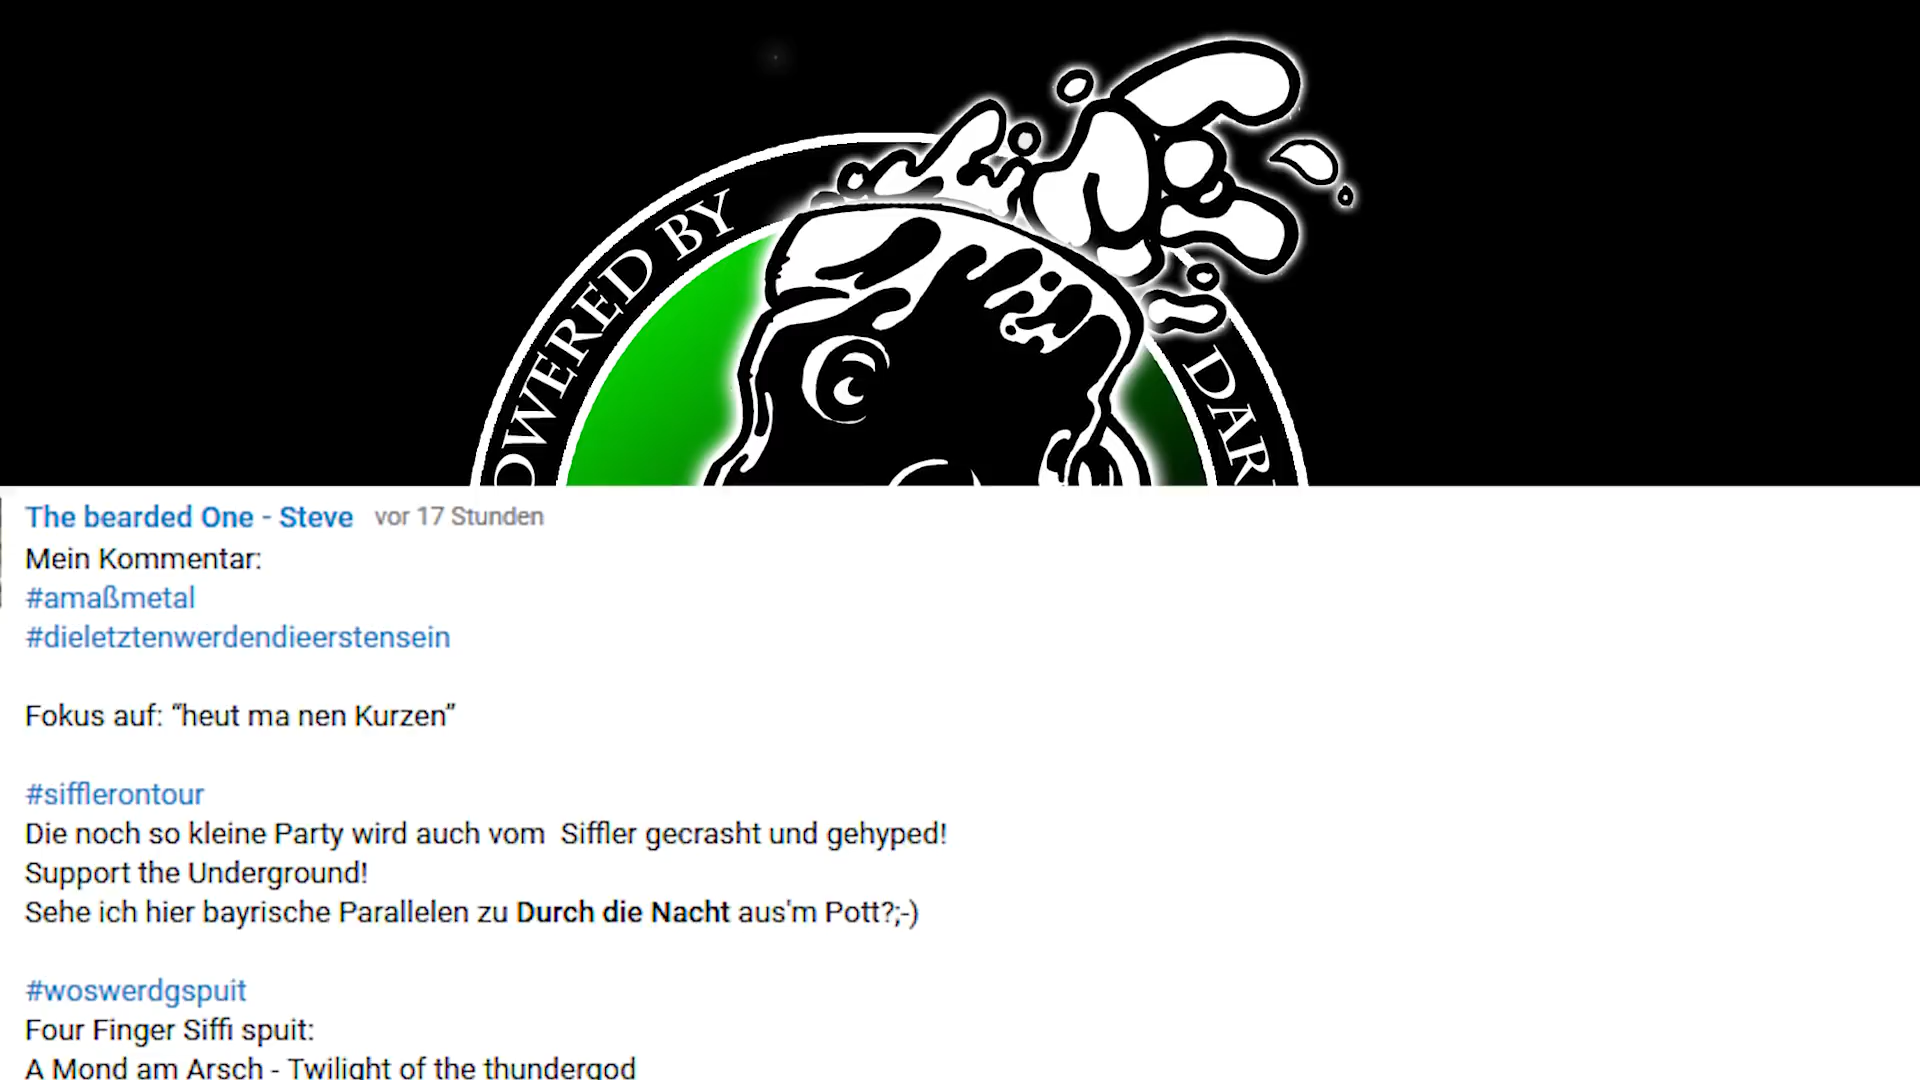 POWERED BY
DAR
The bearded One - Steve vor 17 Stunden
Mein Kommentar:
#amaßmetal
#dieletztenwerdendieerstensein
Fokus auf: “heut ma nen Kurzen”
#sifflerontour
Die noch so kleine Party wird auch vom  Siffler gecrasht und gehyped!
Support the Underground!
Sehe ich hier bayrische Parallelen zu Durch die Nacht aus'm Pott?;-)
#woswerdgspuit
Four Finger Siffi spuit:
A Mond am Arsch - Twilight of the thundergod